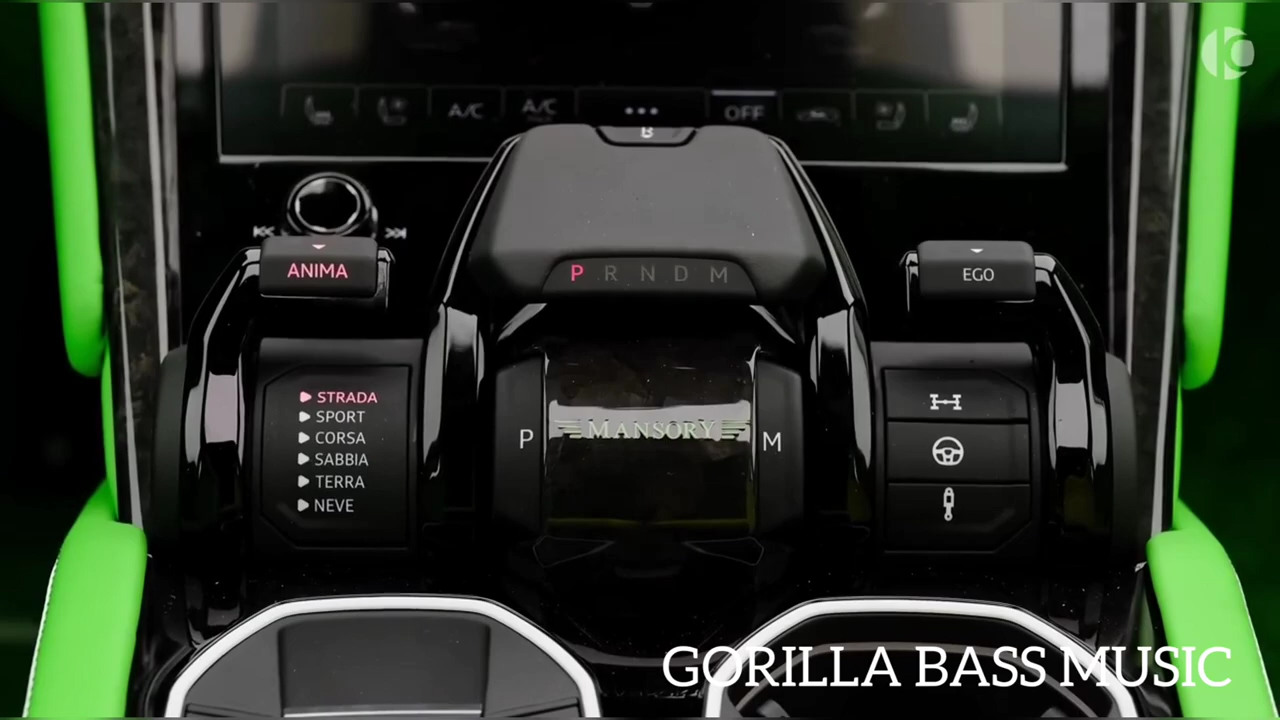 A/C
A/C
OFF
B
ANIMA
P R N D M
EGO
STRADA
SPORT
CORSA
SABBIA
TERRA
NEVE
P
MANSORY
M
GORILLA BASS MUSIC